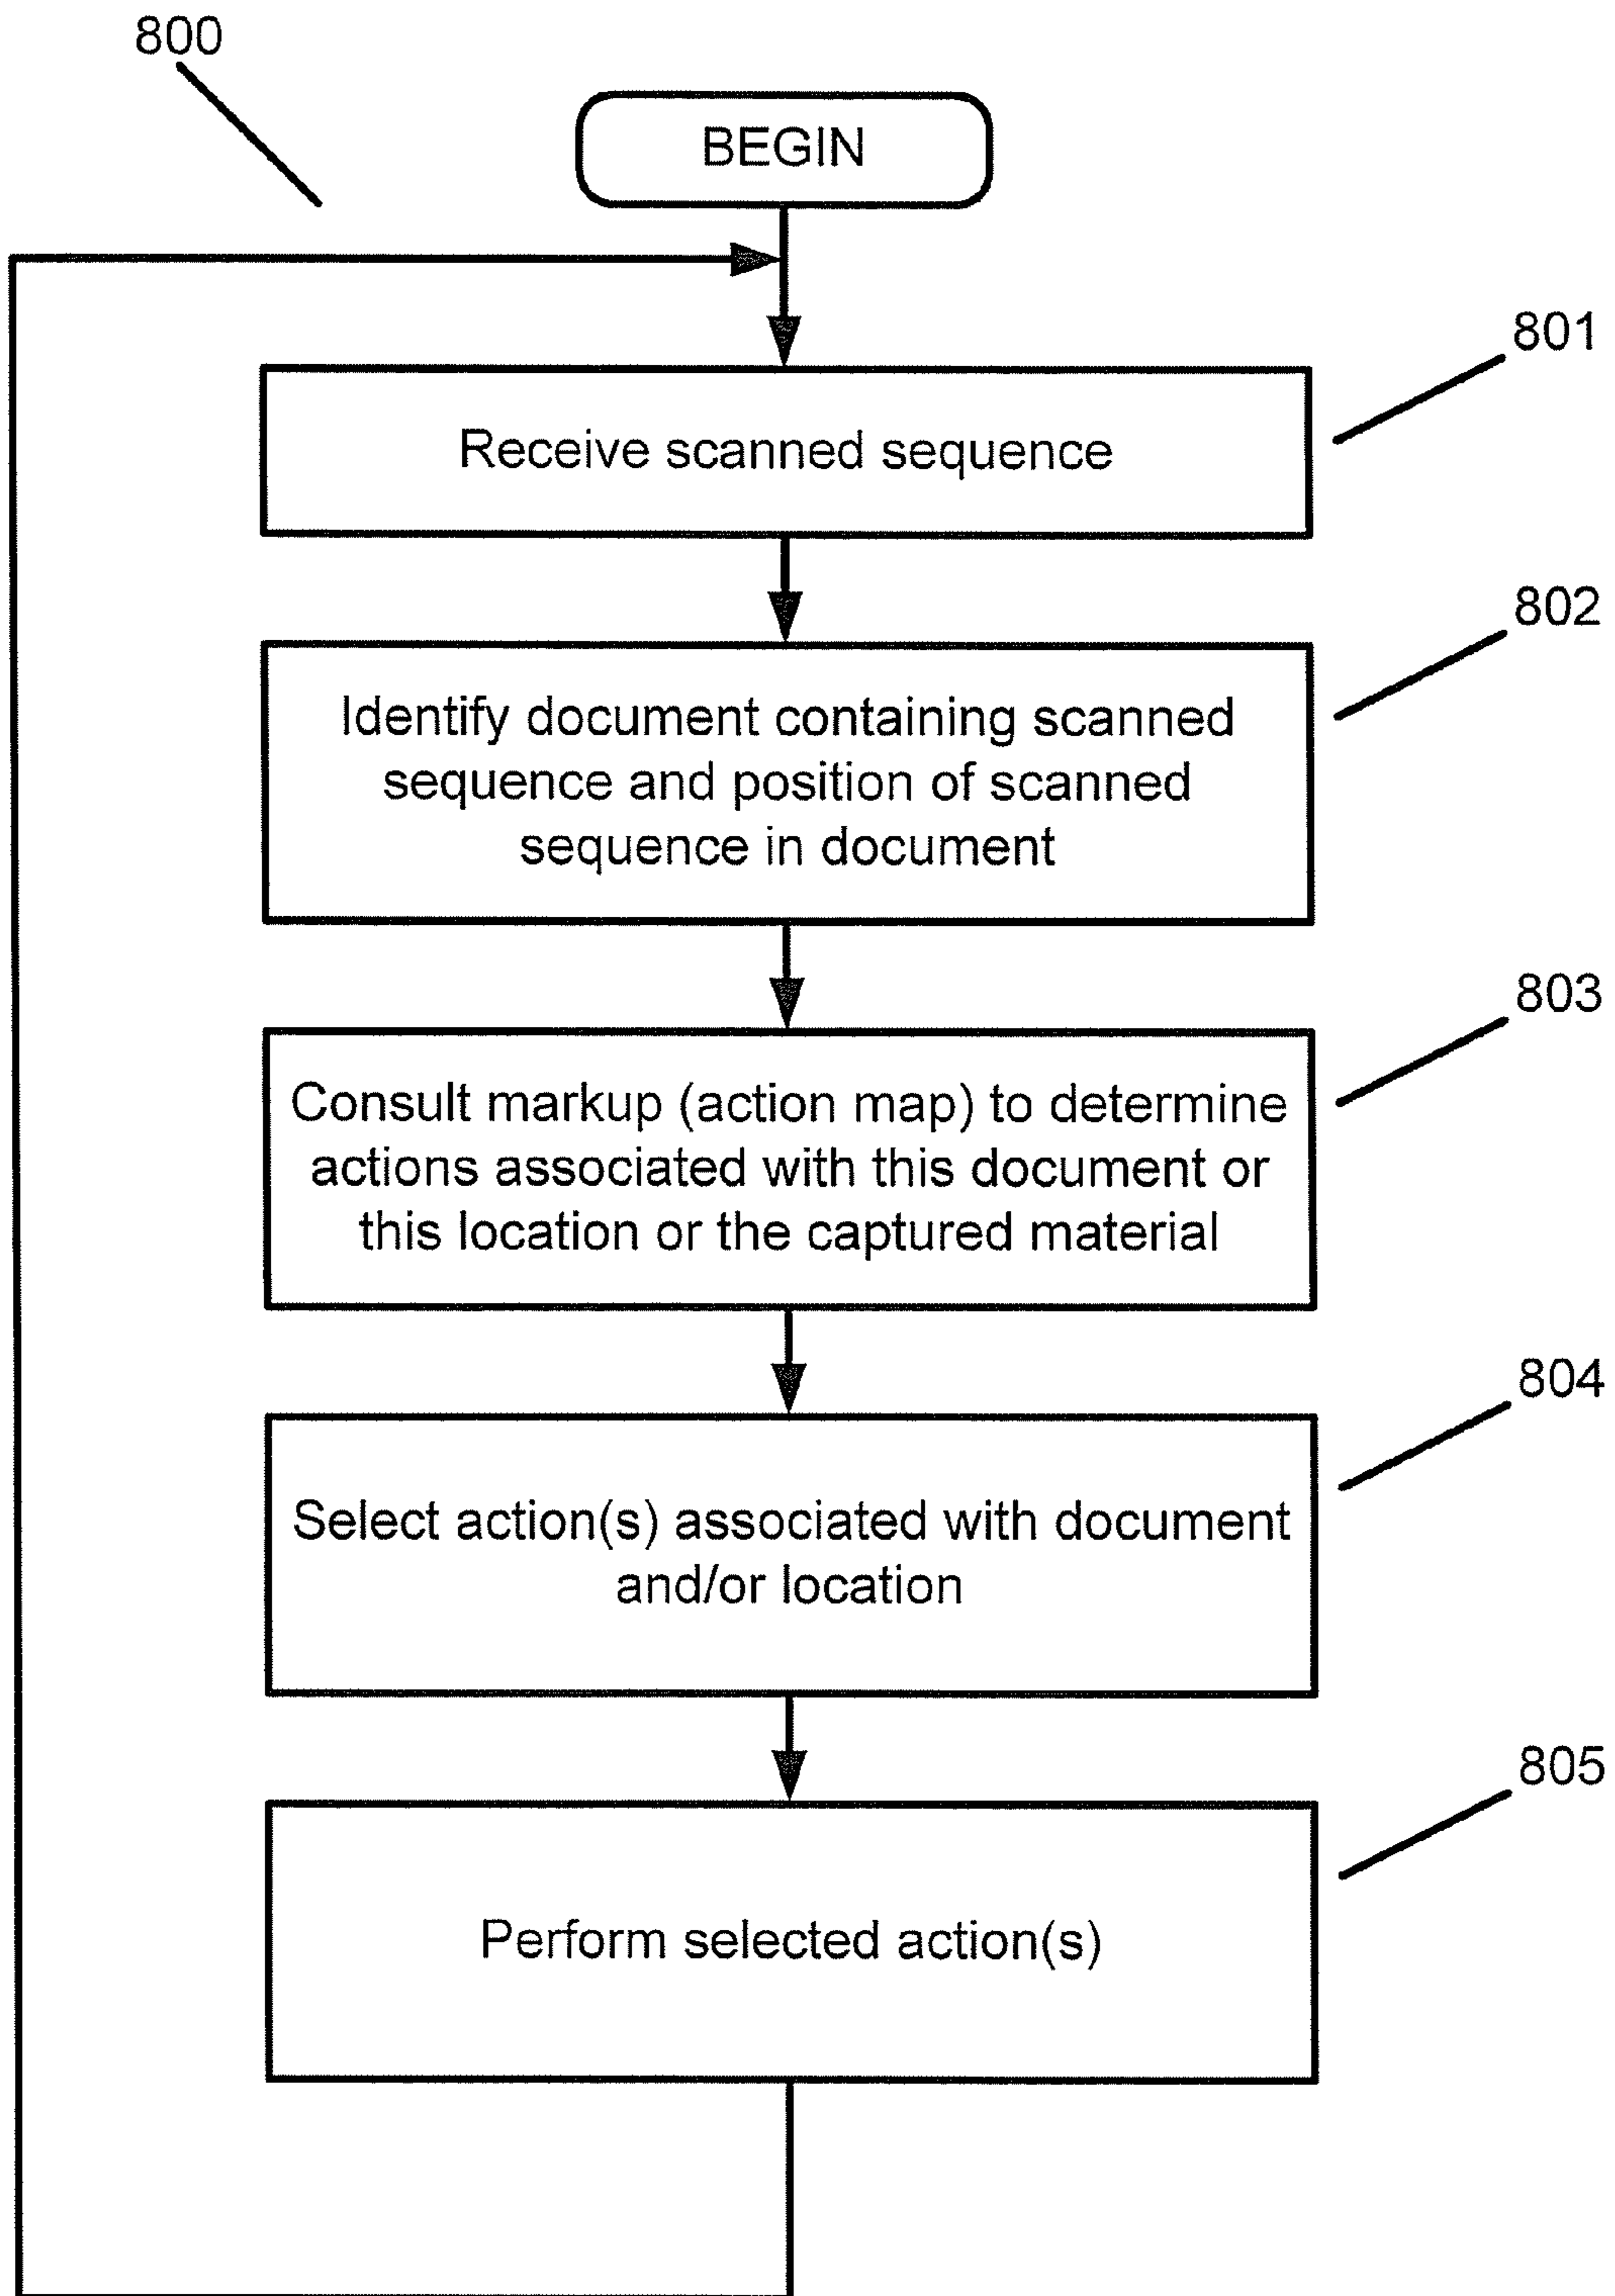 800
BEGIN
801
Receive scanned sequence
802
Identify document containing scanned
sequence and position of scanned
sequence in document
803
Consult markup (action map) to determine
actions associated with this document or
this location or the captured material
804
Select action(s) associated with document
and/or location
805
Perform selected action(s)